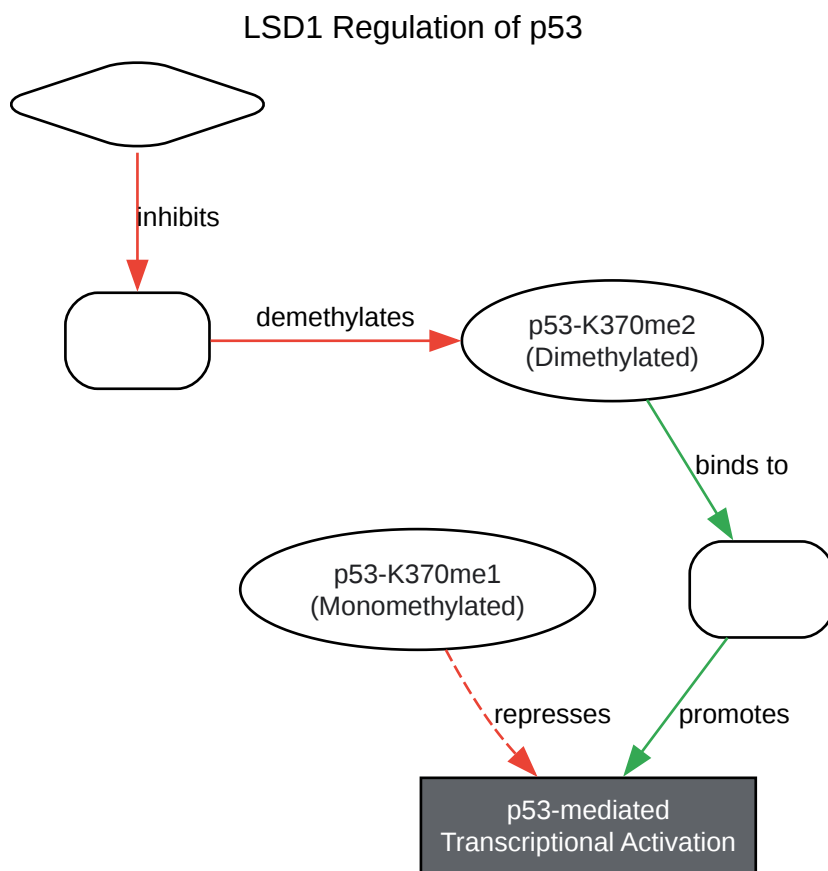 LSD1 Regulation of p53
inhibits
demethylates
p53-K370me2
(Dimethylated)
binds to
p53-K370me1
(Monomethylated)
represses
promotes
p53-mediated
Transcriptional Activation